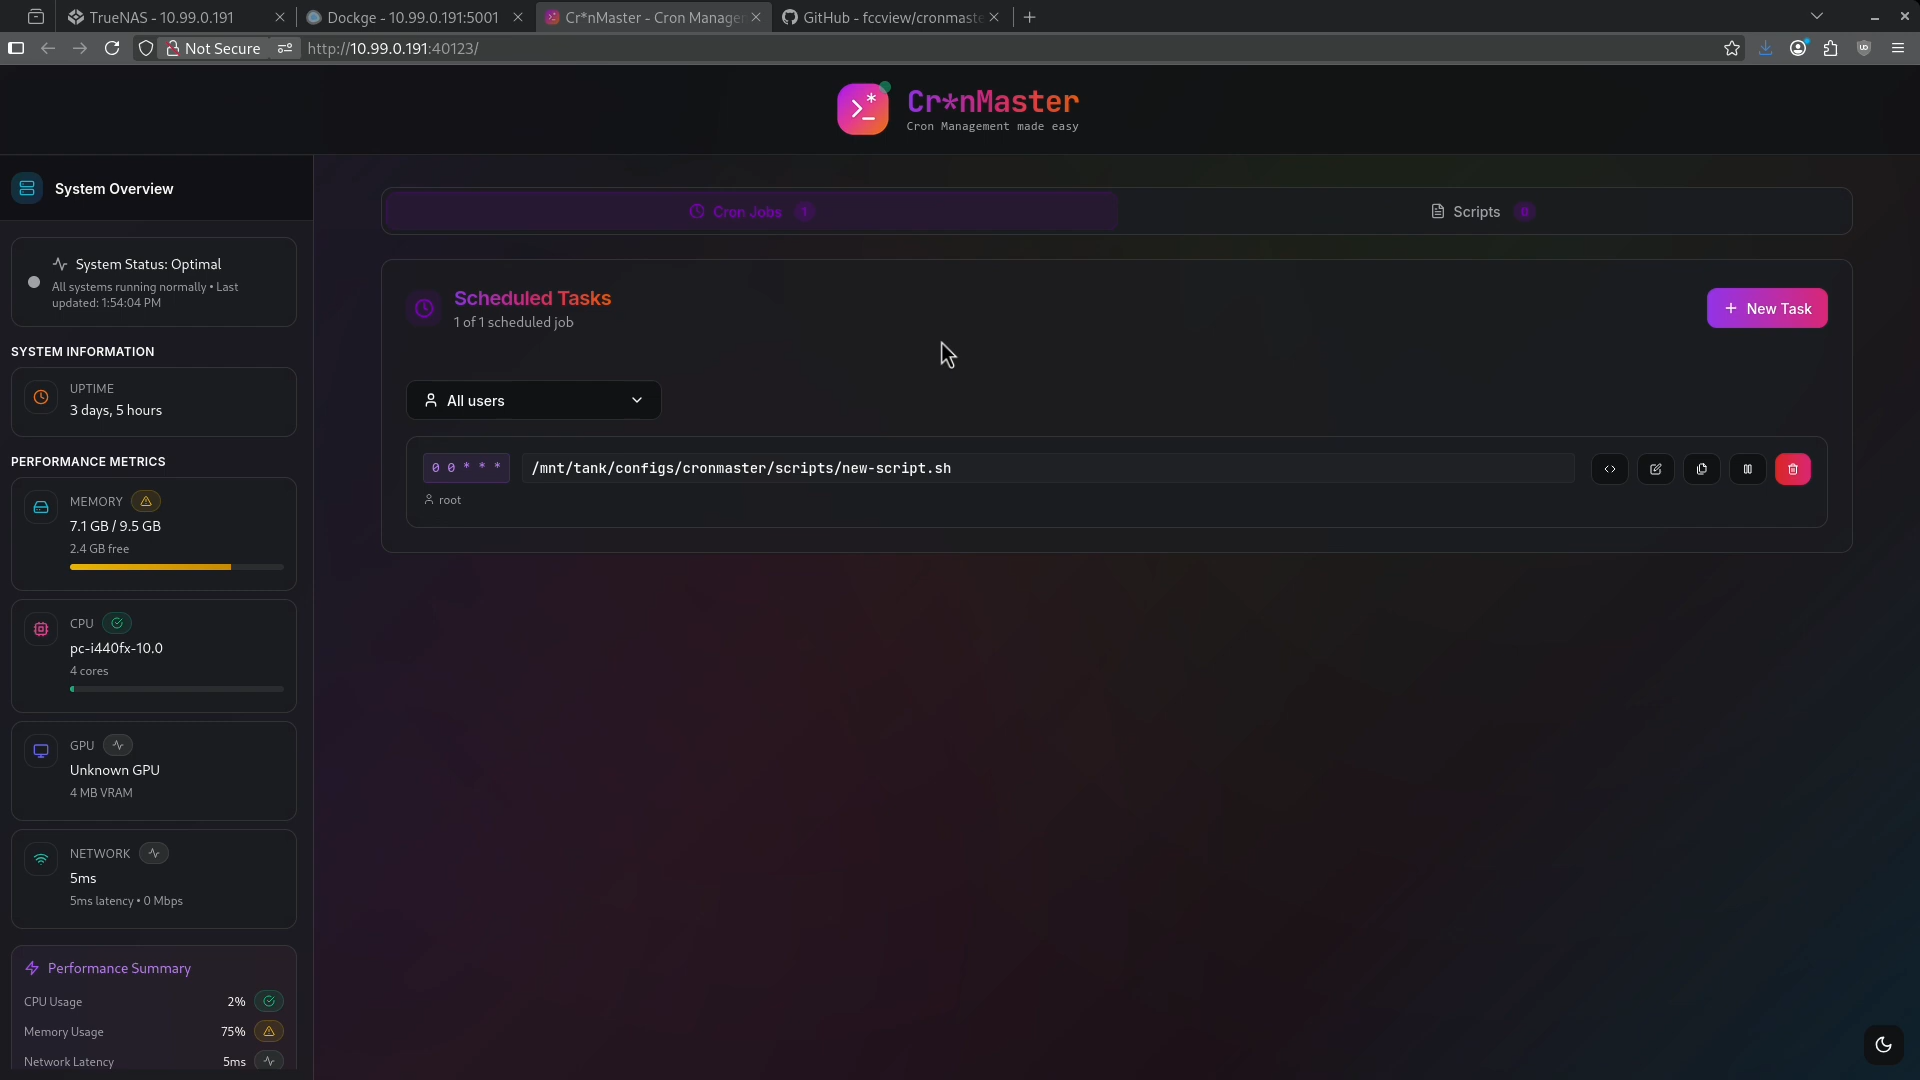 TrueNAS - 10.99.0.191
Dockge - 10.99.0.191:5001
Cr*nMaster - Cron Manager
GitHub - fccview/cronmaste
Not Secure
http://10.99.0.191:40123/
Cr*nMaster
Cron Management made easy
System Overview
System Status: Optimal
All systems running normally • Last
updated: 1:54:04 PM
SYSTEM INFORMATION
UPTIME
3 days, 5 hours
PERFORMANCE METRICS
MEMORY
7.1 GB / 9.5 GB
2.4 GB free
CPU
pc-i440fx-10.0
4 cores
GPU
Unknown GPU
4 MB VRAM
NETWORK
5ms
5ms latency • 0 Mbps
Performance Summary
CPU Usage 2%
Memory Usage 75%
Network Latency 5ms
Cron Jobs 1
Scripts 0
Scheduled Tasks
1 of 1 scheduled job
New Task
All users
0 0 * * *
/mnt/tank/configs/cronmaster/scripts/new-script.sh
root